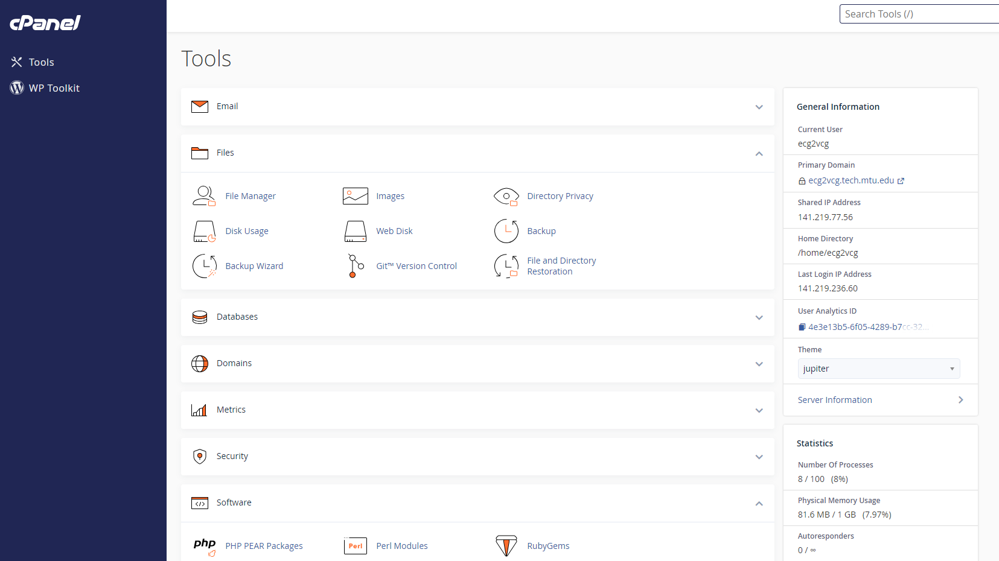 cPanel
Search Tools (/)
Tools
WP Toolkit
Tools
Email
Files
File Manager
Images
Directory Privacy
Disk Usage
Web Disk
Backup
Backup Wizard
Git™ Version Control
File and Directory
Restoration
Databases
Domains
Metrics
Security
Software
php
PHP PEAR Packages
Perl
Perl Modules
RubyGems
General Information
Current User
ecg2vcg
Primary Domain
ecg2vcg.tech.mtu.edu
Shared IP Address
141.219.77.56
Home Directory
/home/ecg2vcg
Last Login IP Address
141.219.236.60
User Analytics ID
4e3e13b5-6f05-4289-b7cc-32...
Theme
jupiter
Server Information
Statistics
Number Of Processes
8 / 100 (8%)
Physical Memory Usage
81.6 MB / 1 GB (7.97%)
Autoresponders
0 / ∞